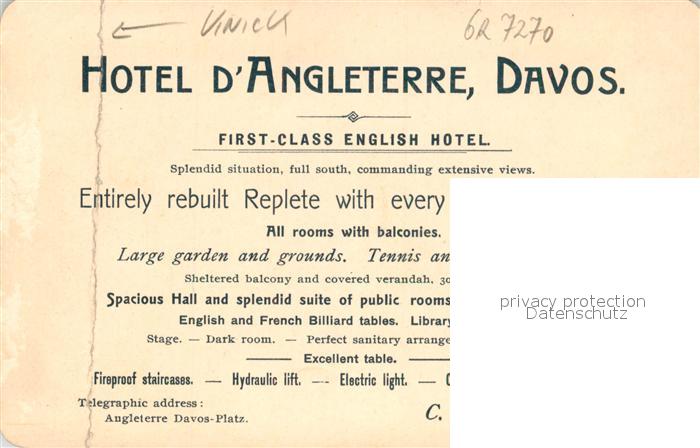 6R 7270
HOTEL D'ANGLETERRE, DAVOS.
FIRST-CLASS ENGLISH HOTEL.
Splendid situation, full south, commanding extensive views.
Entirely rebuilt Replete with every
All rooms with balconies.
Large garden and grounds. Tennis an
Sheltered balcony and covered verandah, 30
Spacious Hall and splendid suite of public rooms
privacy protection
Datenschutz
English and French Billiard tables. Library
Stage. — Dark room. — Perfect sanitary arrange
Excellent table.
Fireproof staircases. — Hydraulic lift. — Electric light. —
Telegraphic address:
Angleterre Davos-Platz.
C.